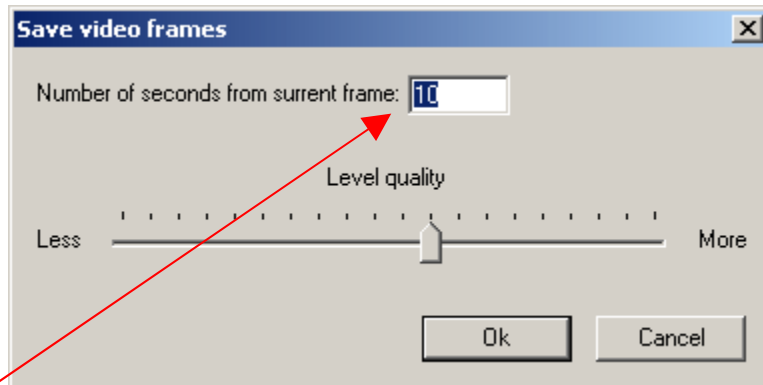 Save video frames
Number of seconds from surrent frame: 10
Level quality
Less More
Ok Cancel